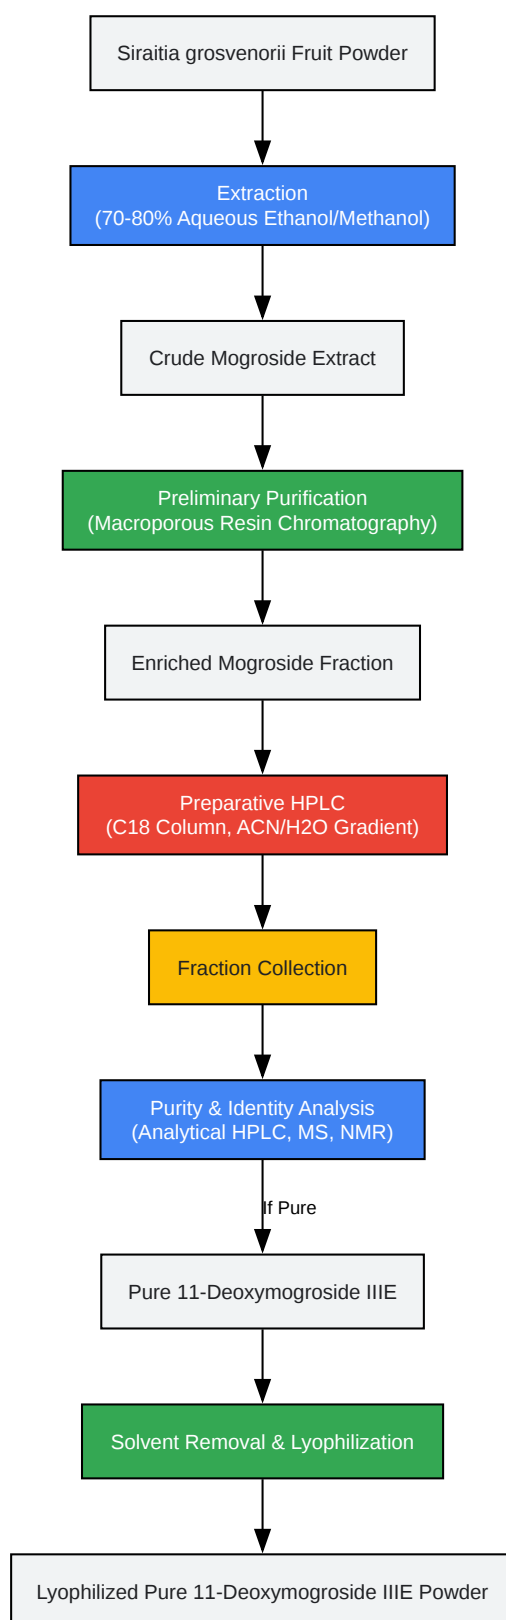 Siraitia grosvenorii Fruit Powder
Extraction
(70-80% Aqueous Ethanol/Methanol)
Crude Mogroside Extract
Preliminary Purification
(Macroporous Resin Chromatography)
Enriched Mogroside Fraction
Preparative HPLC
(C18 Column, ACN/H2O Gradient)
Fraction Collection
Purity & Identity Analysis
(Analytical HPLC, MS, NMR)
If Pure
Pure 11-Deoxymogroside IIIE
Solvent Removal & Lyophilization
Lyophilized Pure 11-Deoxymogroside IIIE Powder